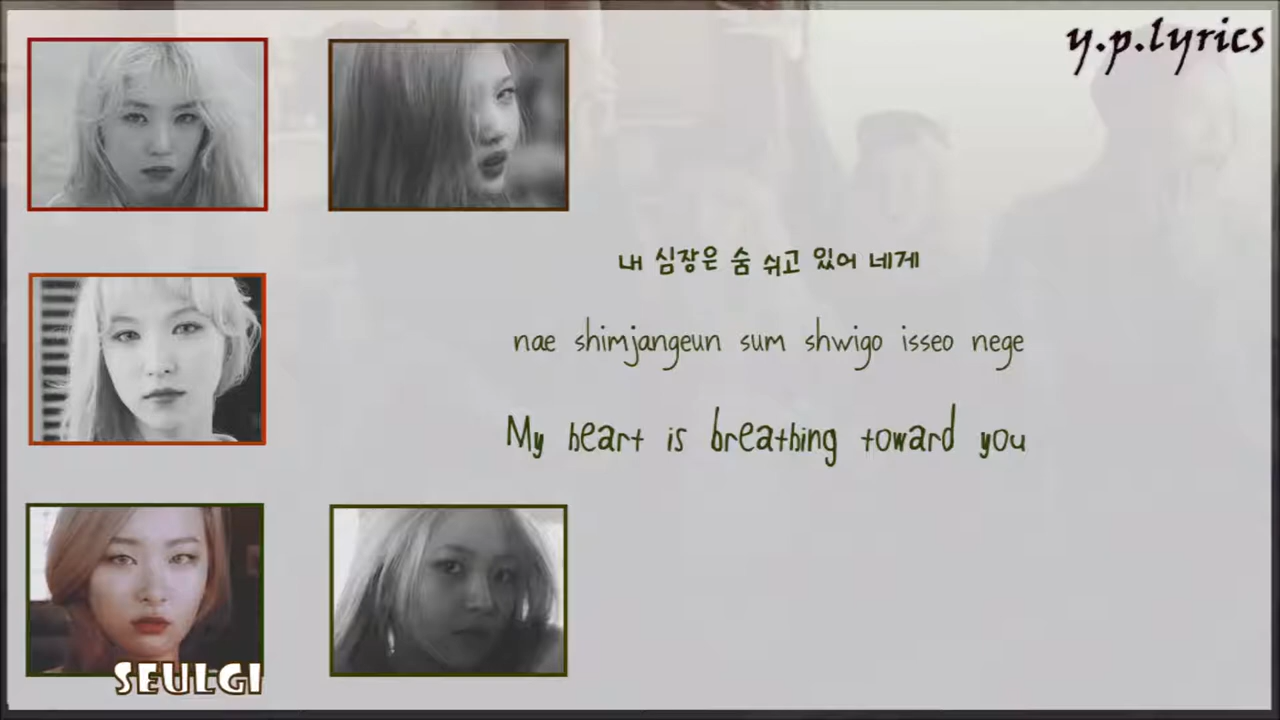 y.p.lyrics
내 심장은 숨 쉬고 있어 네게
nae shimjangeun sum shwigo isseo nege
My heart is breathing toward you
SEULGI